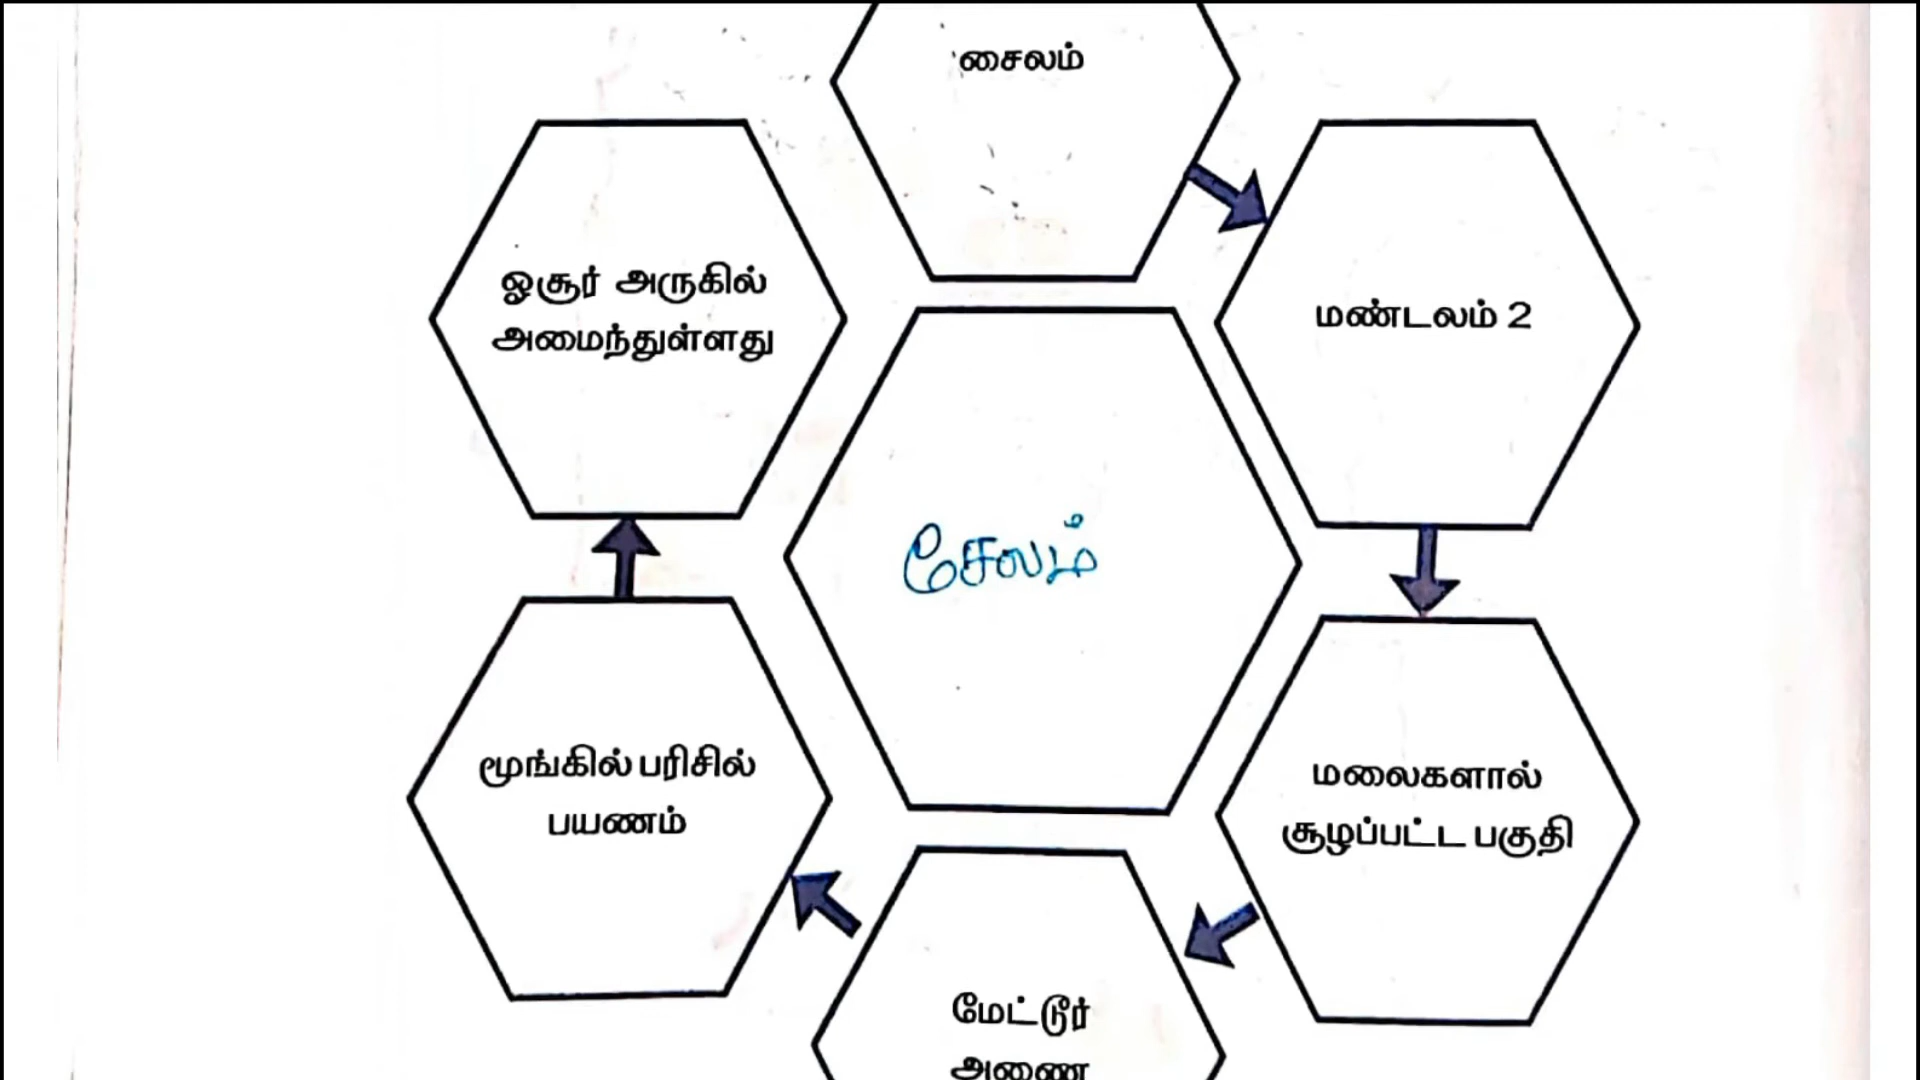 சைலம்
ஓசூர் அருகில்
அமைந்துள்ளது
மண்டலம் 2
சேலம்
மூங்கில் பரிசில்
பயணம்
மலைகளால்
சூழப்பட்ட பகுதி
மேட்டூர்
அணை